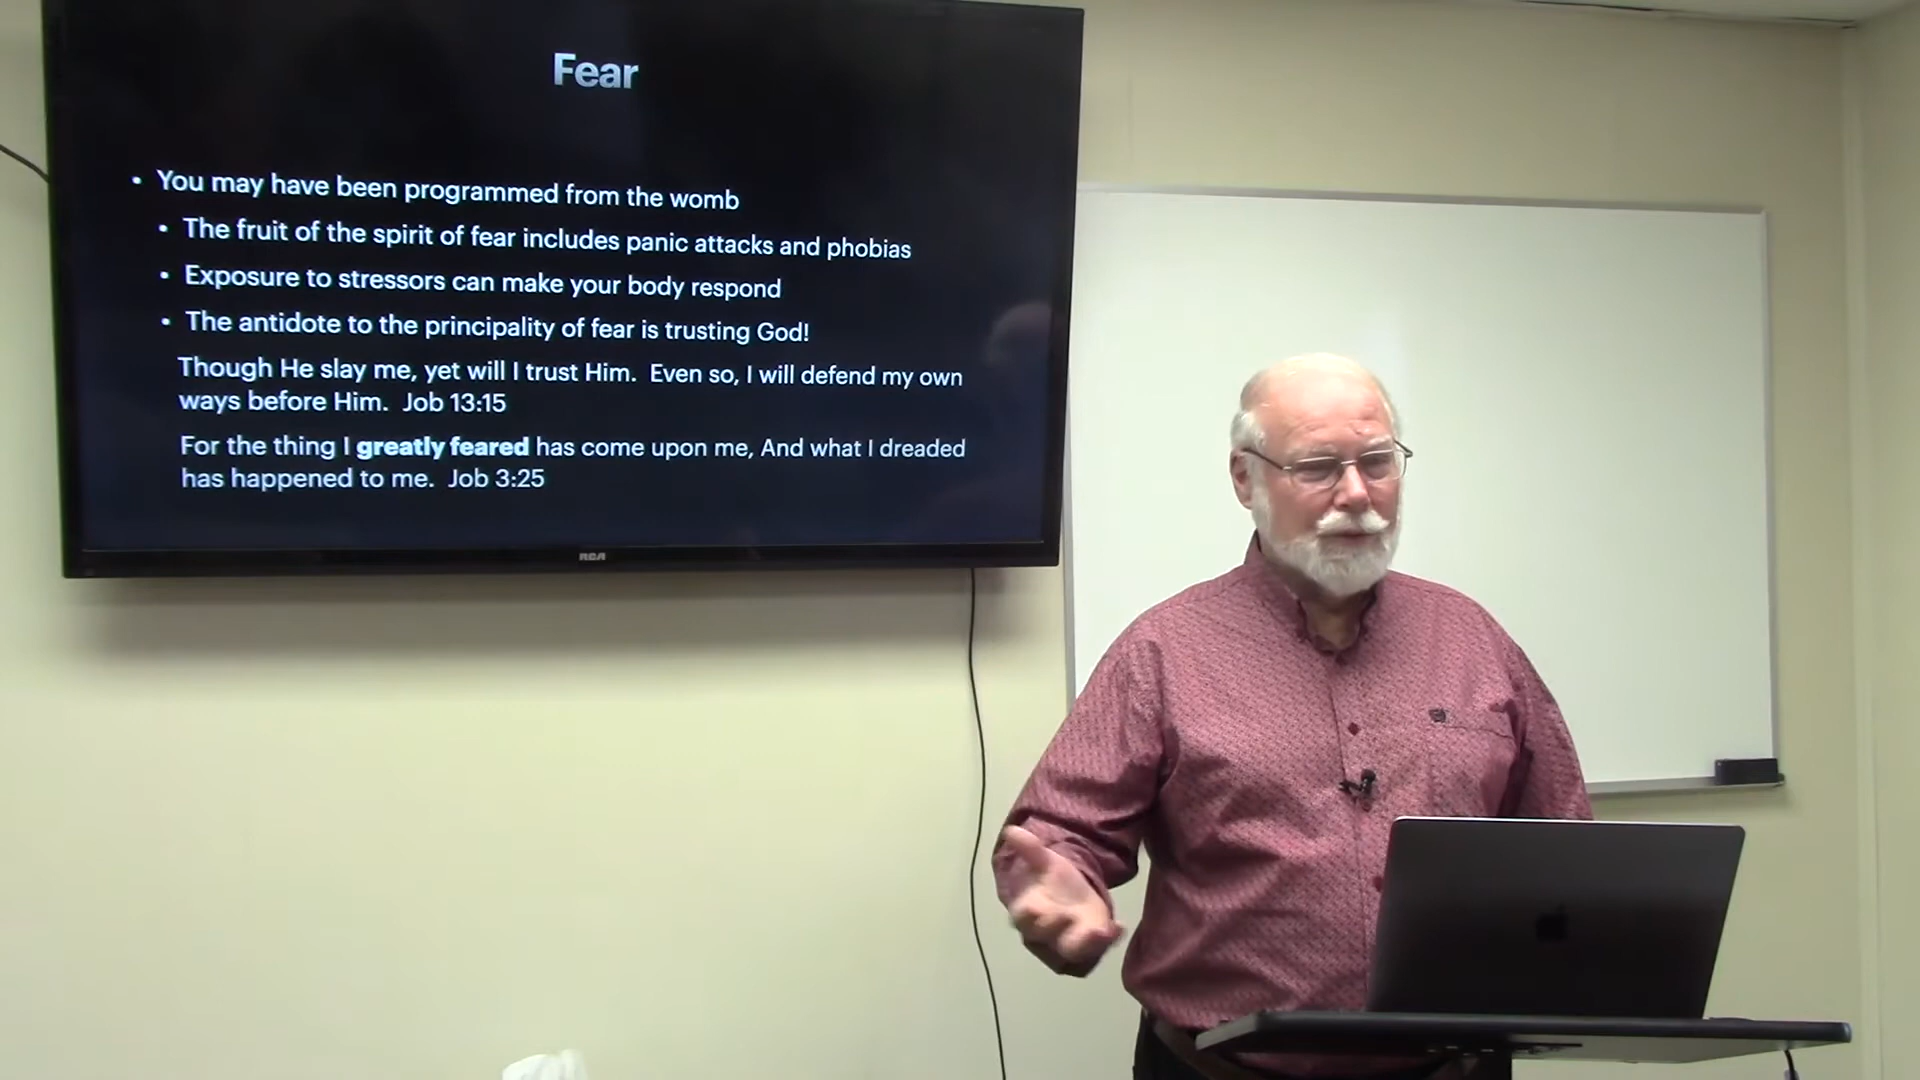 Fear
• You may have been programmed from the womb
• The fruit of the spirit of fear includes panic attacks and phobias
• Exposure to stressors can make your body respond
• The antidote to the principality of fear is trusting God!
Though He slay me, yet will I trust Him. Even so, I will defend my own
ways before Him. Job 13:15
For the thing I greatly feared has come upon me, And what I dreaded
has happened to me. Job 3:25
RCA